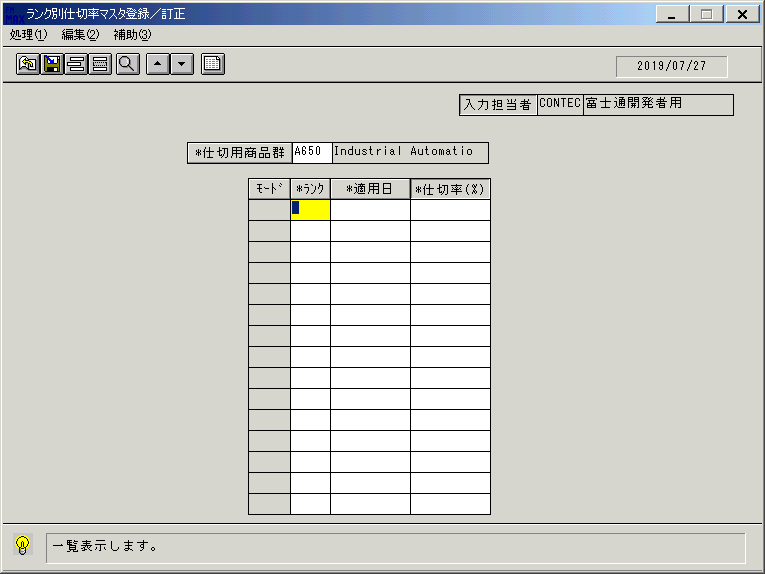 ランク別仕切率マスタ登録／訂正
処理(1) 編集(2) 補助(3)
2019/07/27
入力担当者 CONTEC 富士通開発者用
*仕切用商品群 A650 Industrial Automatio
ﾓｰﾄﾞ *ﾗﾝｸ *適用日 *仕切率(%)
一覧表示します。